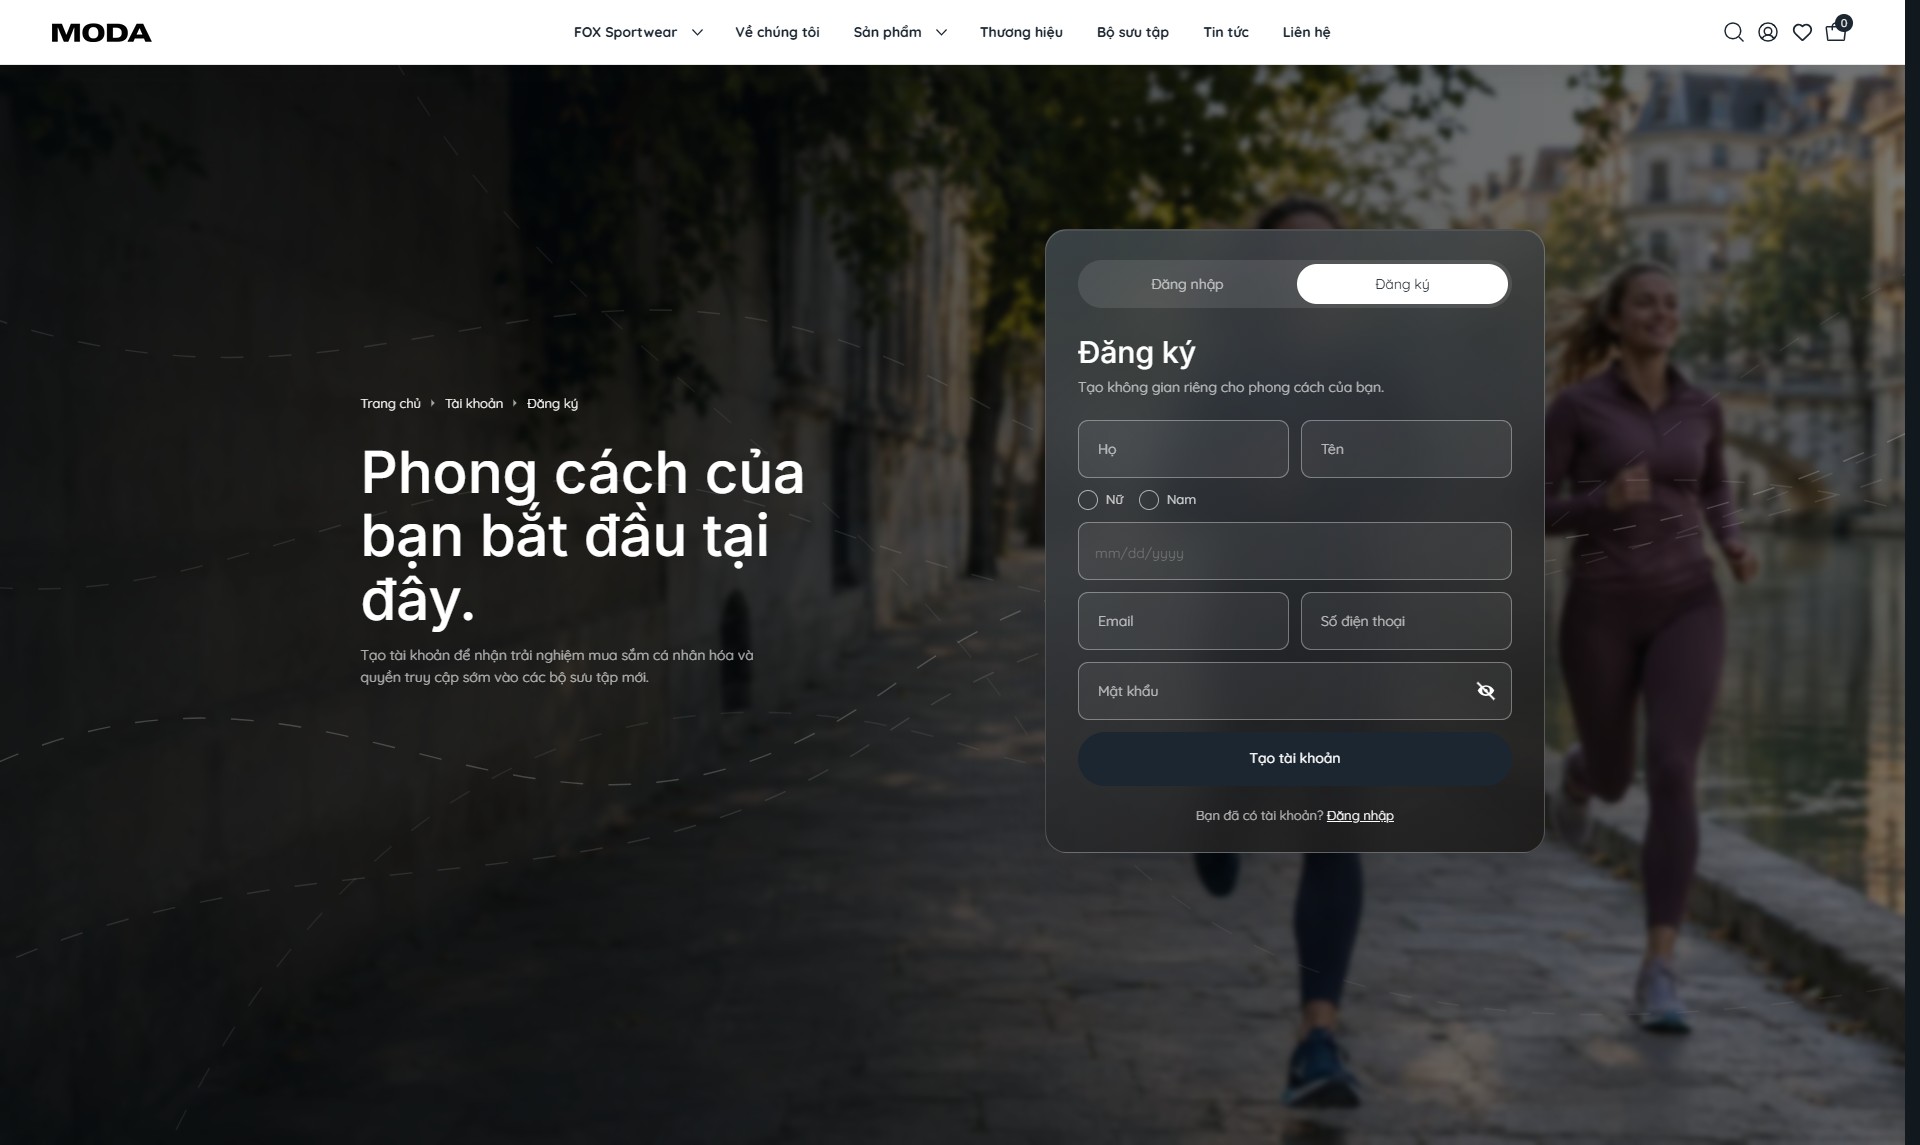 MODA
FOX Sportwear
Về chúng tôi
Sản phẩm
Thương hiệu
Bộ sưu tập
Tin tức
Liên hệ
0
Trang chủ
Tài khoản
Đăng ký
Phong cách của
bạn bắt đầu tại
đây.
Tạo tài khoản để nhận trải nghiệm mua sắm cá nhân hóa và
quyền truy cập sớm vào các bộ sưu tập mới.
Đăng nhập
Đăng ký
Đăng ký
Tạo không gian riêng cho phong cách của bạn.
Họ
Tên
Nữ
Nam
mm/dd/yyyy
Email
Số điện thoại
Mật khẩu
Tạo tài khoản
Bạn đã có tài khoản? Đăng nhập